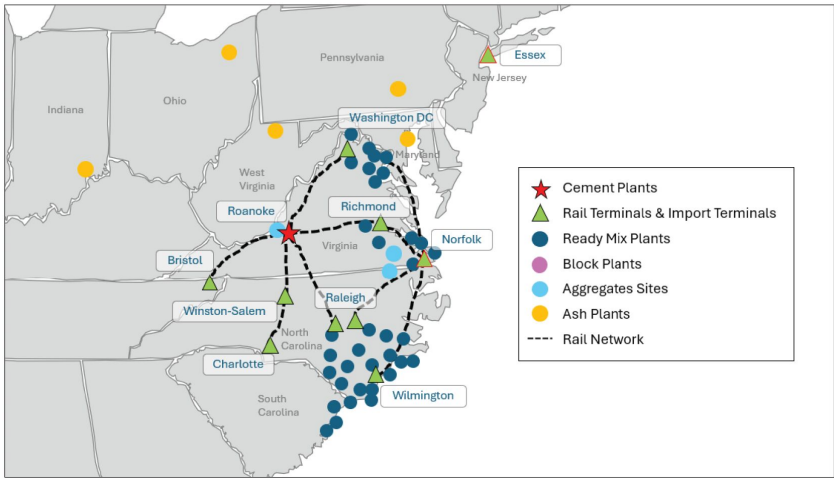 Pennsylvania
Essex
New Jersey
Ohio
Indiana
Washington DC
Maryland
West
Virginia
Roanoke
Richmond
Virginia
Norfolk
Bristol
Winston-Salem
Raleigh
North
Carolina
Charlotte
Wilmington
South
Carolina
Cement Plants
Rail Terminals & Import Terminals
Ready Mix Plants
Block Plants
Aggregates Sites
Ash Plants
Rail Network